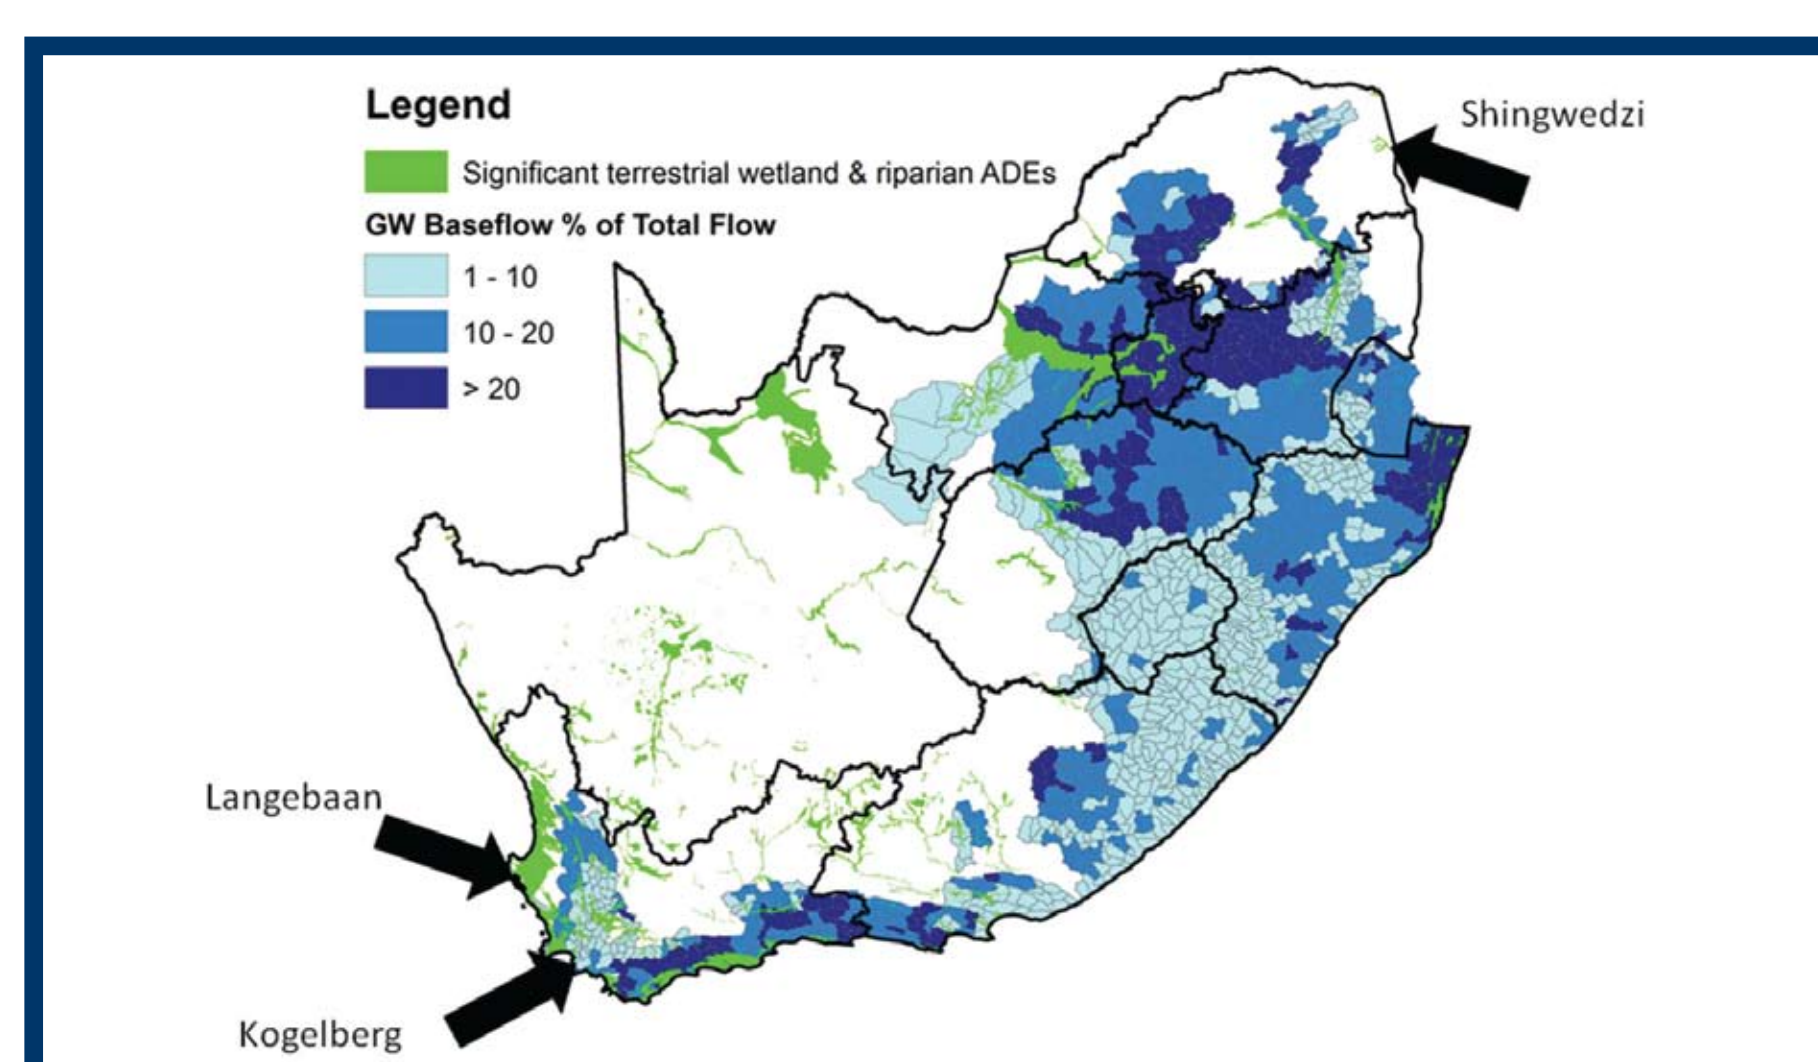 Legend
Significant terrestrial wetland & riparian ADEs
GW Baseflow % of Total Flow
1 - 10
10 - 20
> 20
Shingwedzi
Langebaan
Kogelberg